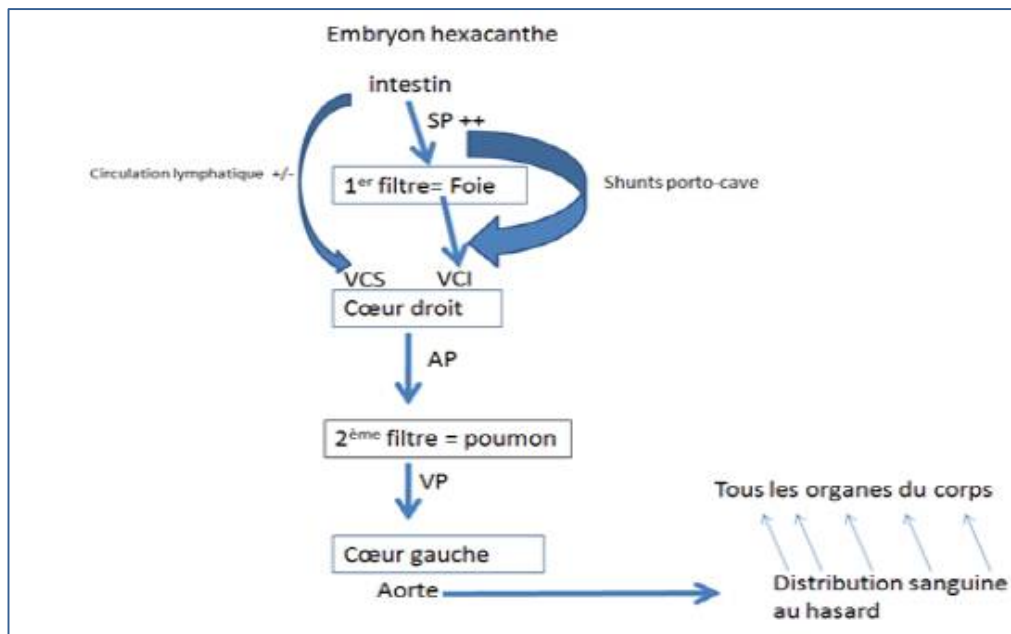 Embryon hexacanthe
intestin
SP ++
Circulation lymphatique +/-
1er filtre= Foie
Shunts porto-cave
VCS VCI
Cœur droit
AP
2ème filtre = poumon
VP
Tous les organes du corps
Cœur gauche
Aorte
Distribution sanguine
au hasard